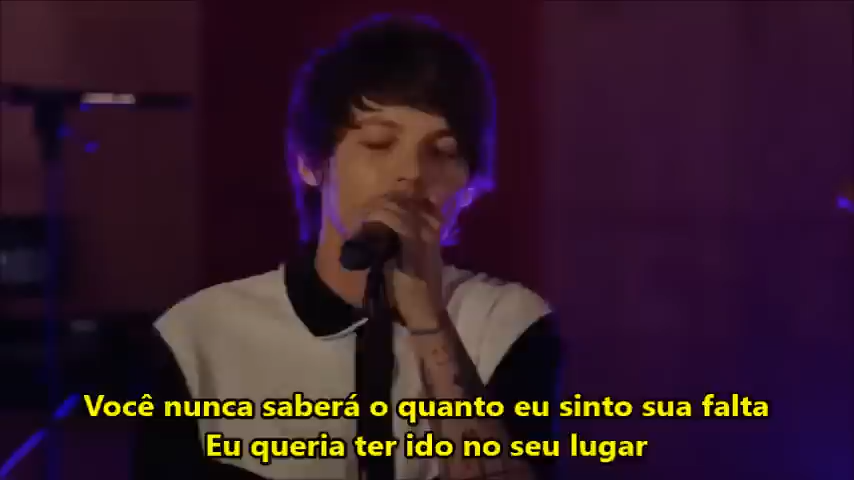 Você nunca saberá o quanto eu sinto sua falta
Eu queria ter ido no seu lugar